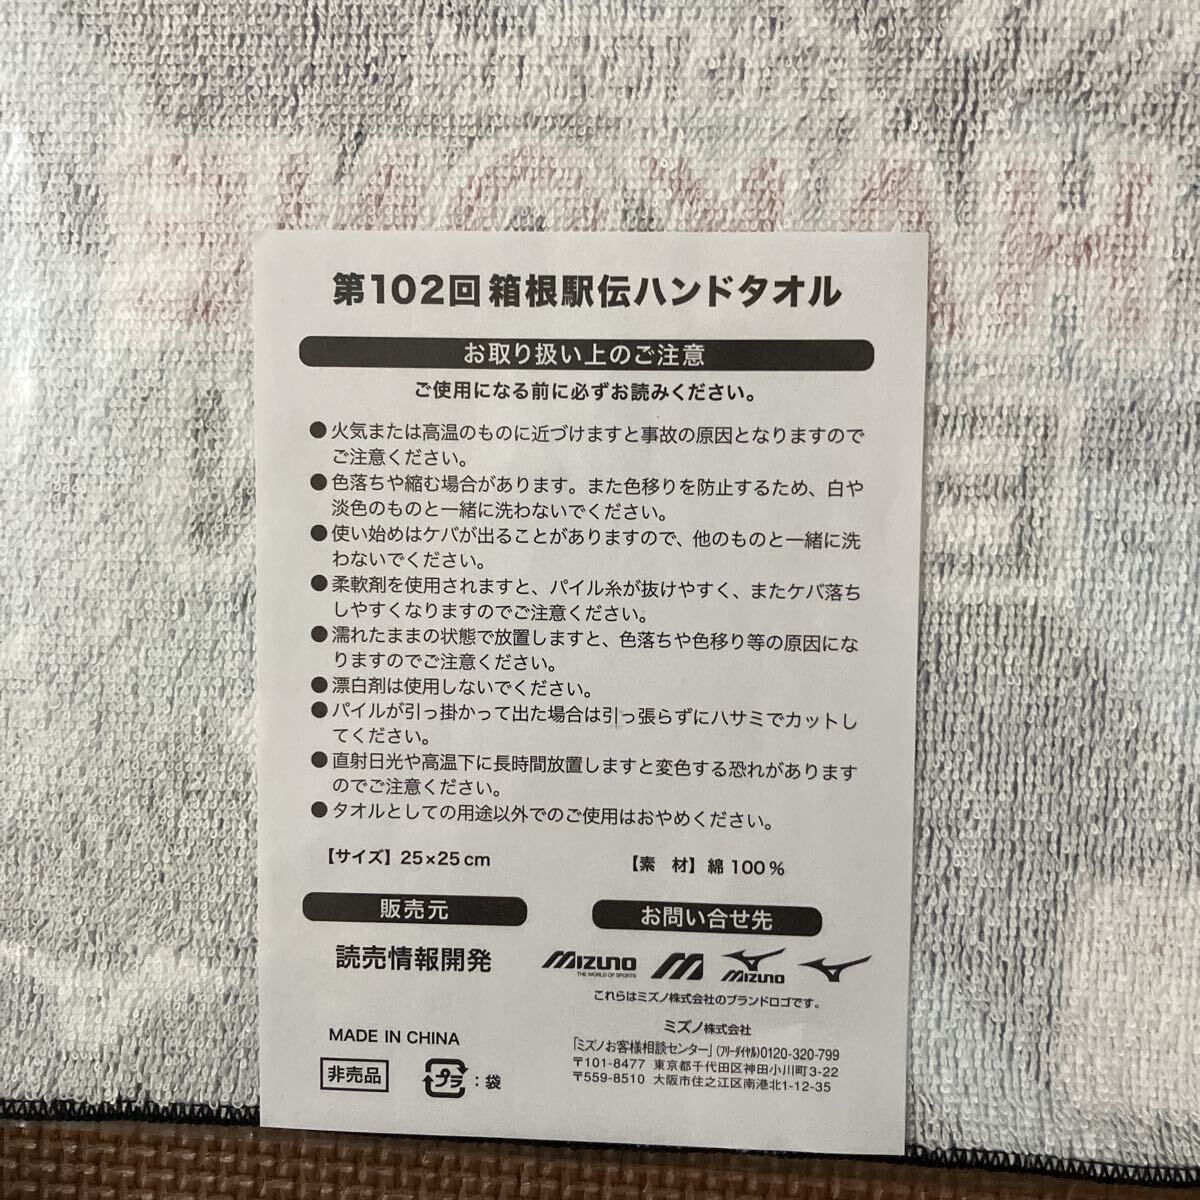 第102回 箱根駅伝ハンドタオル
お取り扱い上のご注意
ご使用になる前に必ずお読みください。
●火気または高温のものに近づけますと事故の原因となりますので
ご注意ください。
●色落ちや縮む場合があります。また色移りを防止するため、白や
淡色のものと一緒に洗わないでください。
●使い始めはケバが出ることがありますので、他のものと一緒に洗
わないでください。
●柔軟剤を使用されますと、パイル糸が抜けやすく、またケバ落ち
しやすくなりますのでご注意ください。
●濡れたままの状態で放置しますと、色落ちや色移り等の原因にな
りますのでご注意ください。
●漂白剤は使用しないでください。
●パイルが引っ掛かって出た場合は引っ張らずにハサミでカットし
てください。
●直射日光や高温下に長時間放置しますと変色する恐れがあります
のでご注意ください。
●タオルとしての用途以外でのご使用はおやめください。
【サイズ】25×25cm
【素　材】綿 100%
販売元
読売情報開発
お問い合せ先
MIZUNO
THE WORLD OF SPORTS
MIZUNO
これらはミズノ株式会社のブランドロゴです。
ミズノ株式会社
「ミズノお客様相談センター」(フリーダイヤル)0120-320-799
〒101-8477 東京都千代田区神田小川町3-22
〒559-8510 大阪市住之江区南港北1-12-35
MADE IN CHINA
非売品
プラ：袋